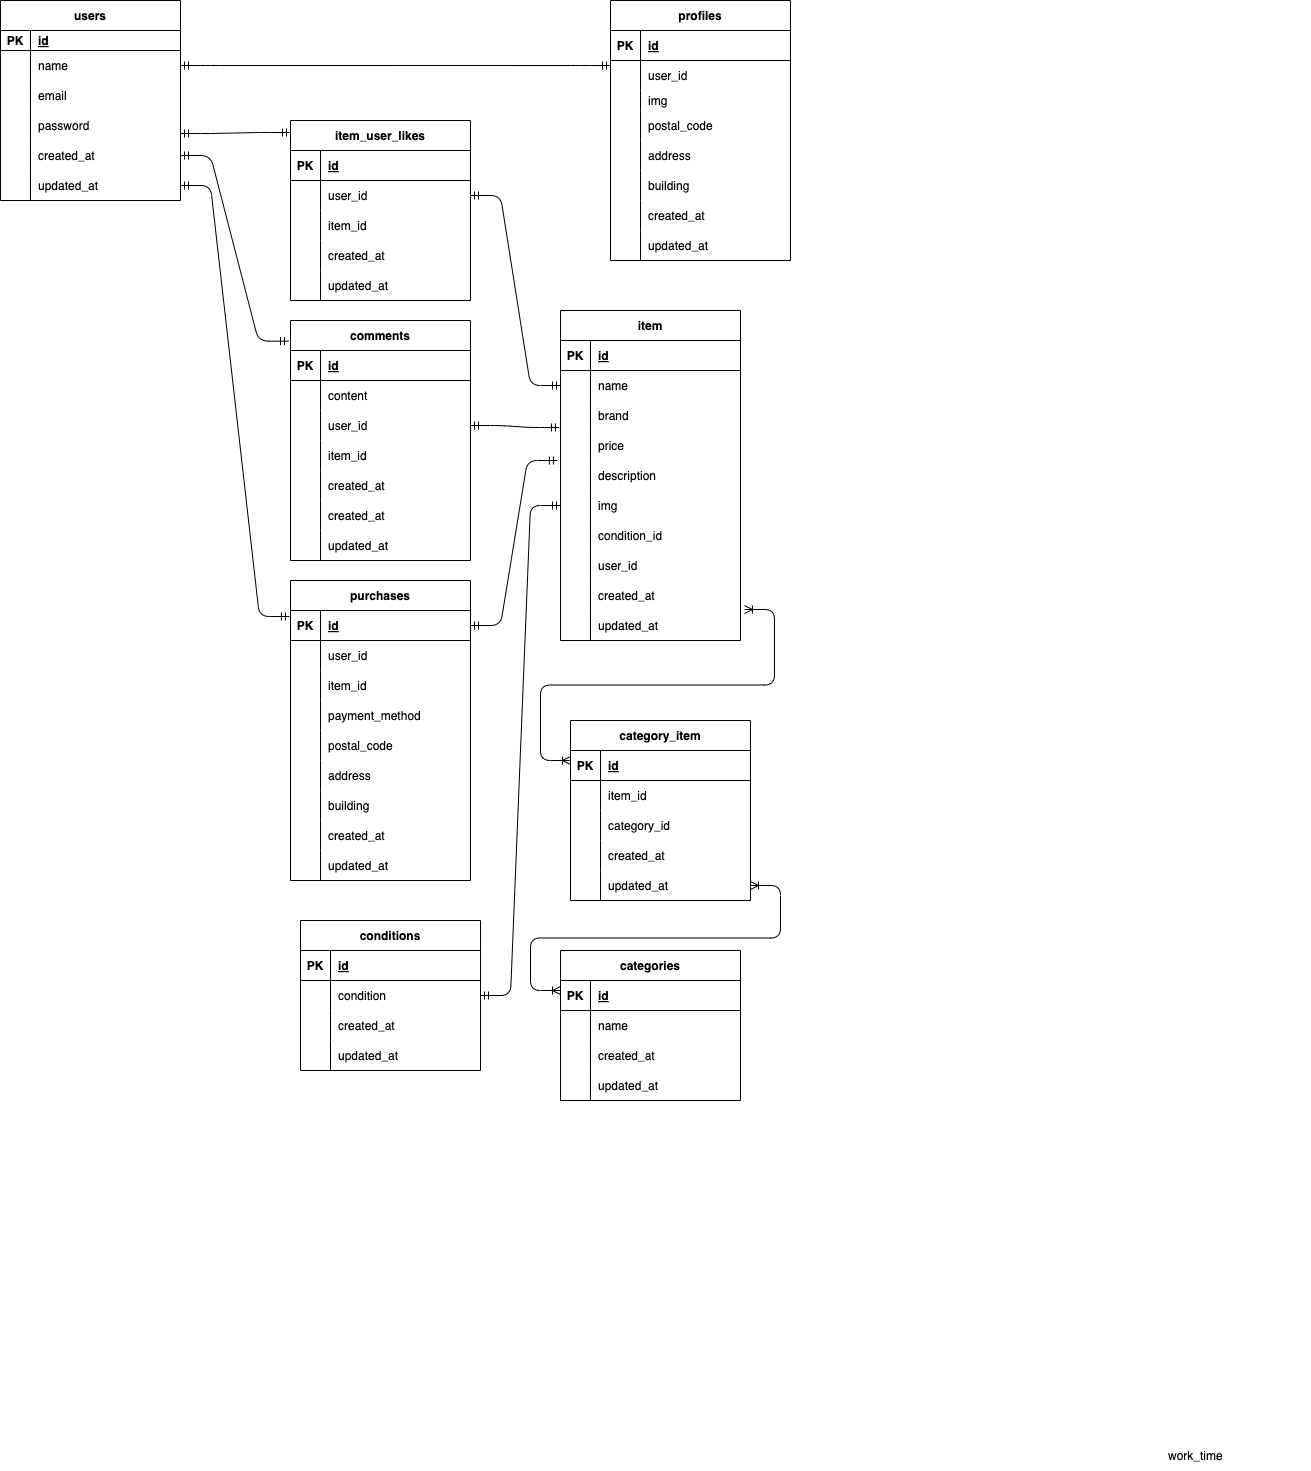 users
PK id
name
email
password
created_at
updated_at
profiles
PK id
user_id
img
postal_code
address
building
created_at
updated_at
item_user_likes
PK id
user_id
item_id
created_at
updated_at
comments
PK id
content
user_id
item_id
created_at
created_at
updated_at
item
PK id
name
brand
price
description
img
condition_id
user_id
created_at
updated_at
purchases
PK id
user_id
item_id
payment_method
postal_code
address
building
created_at
updated_at
category_item
PK id
item_id
category_id
created_at
updated_at
conditions
PK id
condition
created_at
updated_at
categories
PK id
name
created_at
updated_at
work_time